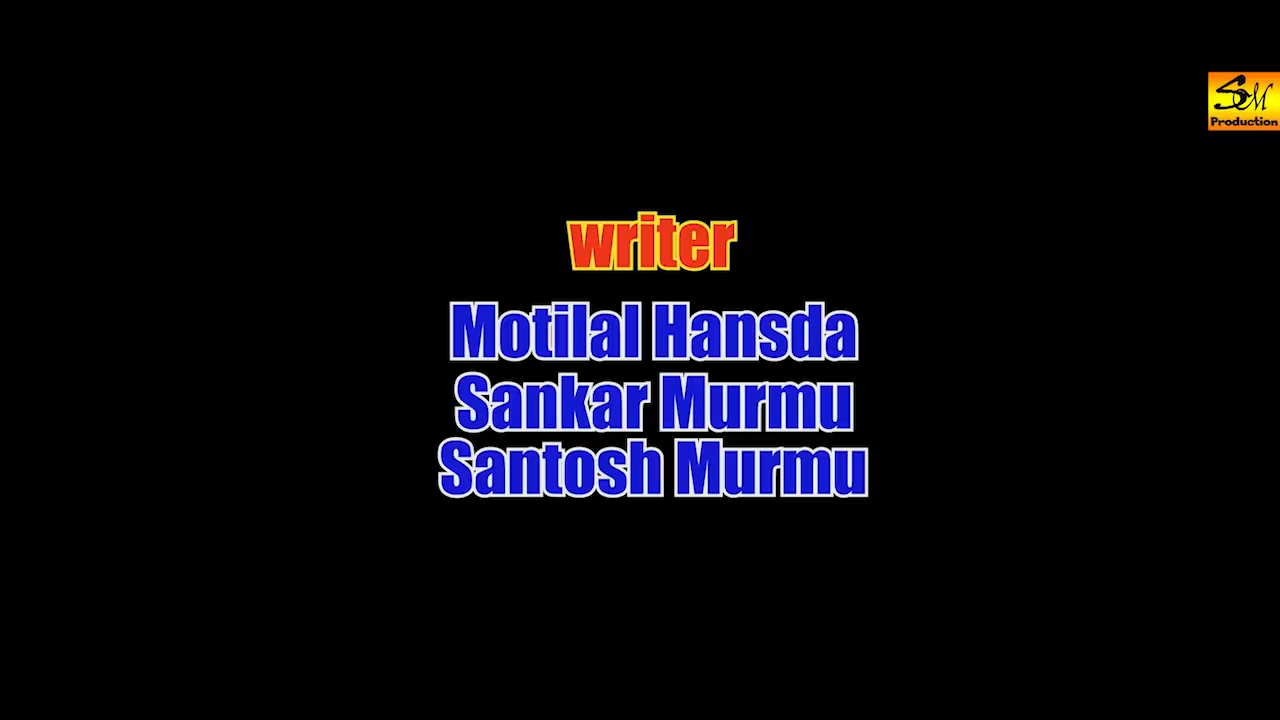 SM
Production
writer
Motilal Hansda
Sankar Murmu
Santosh Murmu